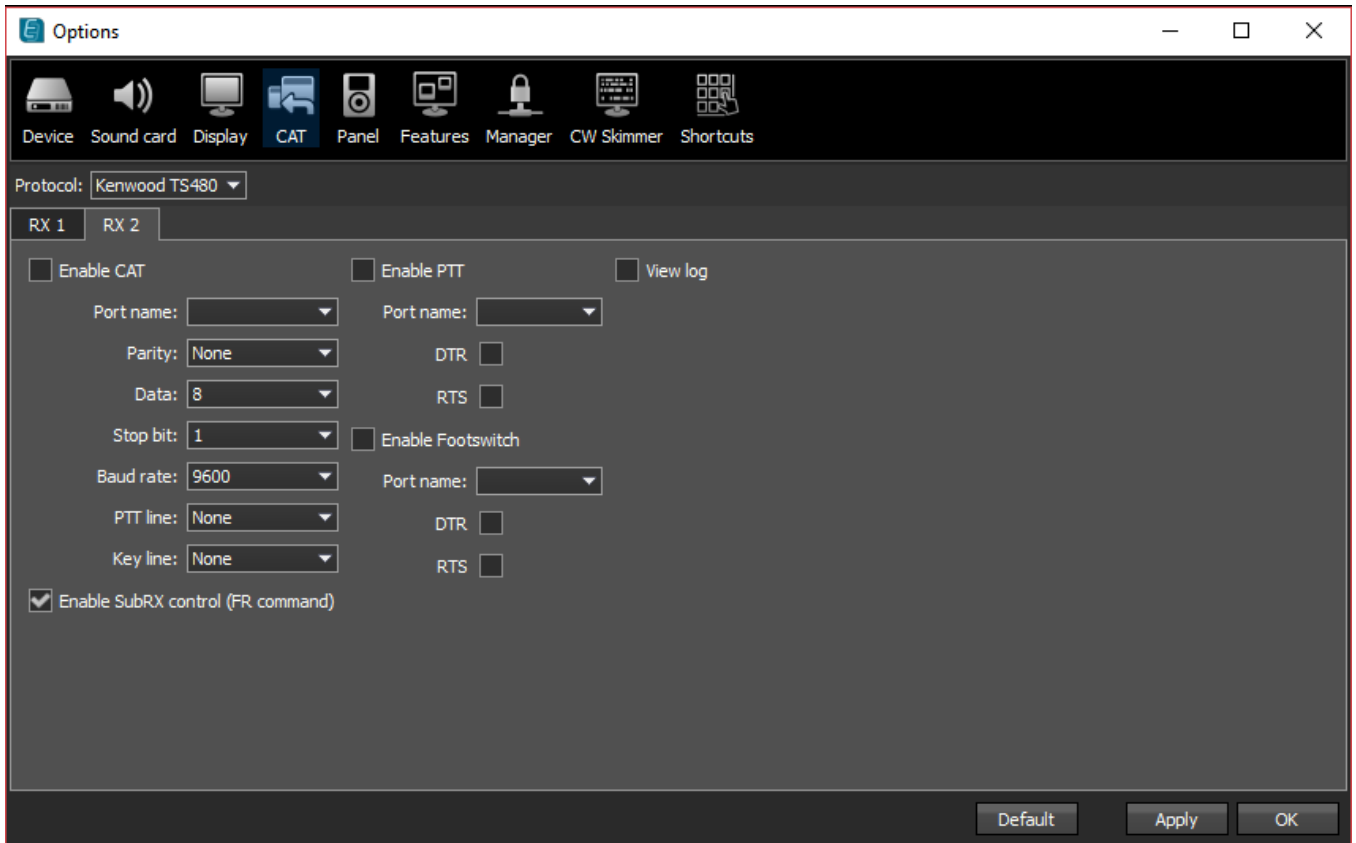 Options
Device Sound card Display CAT Panel Features Manager CW Skimmer Shortcuts
Protocol: Kenwood TS480
RX 1 RX 2
Enable CAT Enable PTT View log
Port name: Port name:
Parity: None DTR
Data: 8 RTS
Stop bit: 1 Enable Footswitch
Baud rate: 9600 Port name:
PTT line: None DTR
Key line: None RTS
Enable SubRX control (FR command)
Default Apply OK